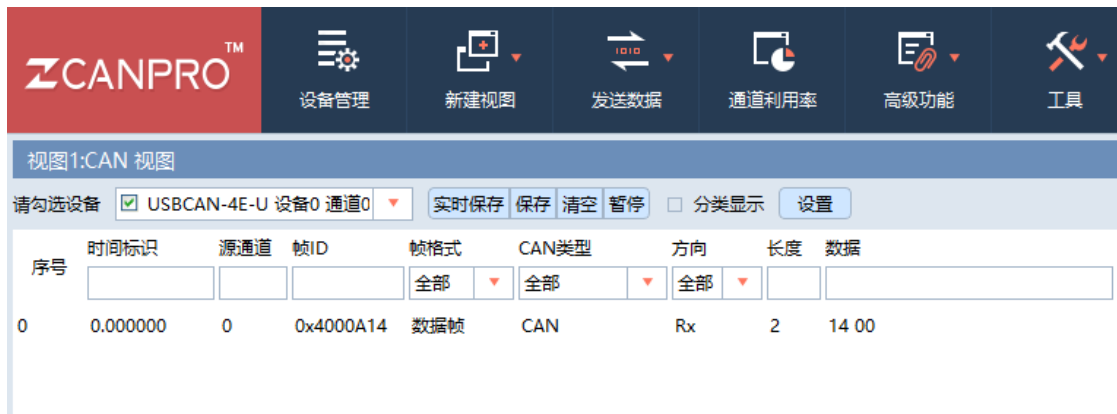 ZCANPRO™
设备管理 新建视图 发送数据 通道利用率 高级功能 工具
视图1:CAN 视图
请勾选设备 USBCAN-4E-U 设备0 通道0 实时保存 保存 清空 暂停 分类显示 设置
序号 时间标识 源通道 帧ID 帧格式 CAN类型 方向 长度 数据
全部 全部 全部
0 0.000000 0 0x4000A14 数据帧 CAN Rx 2 14 00